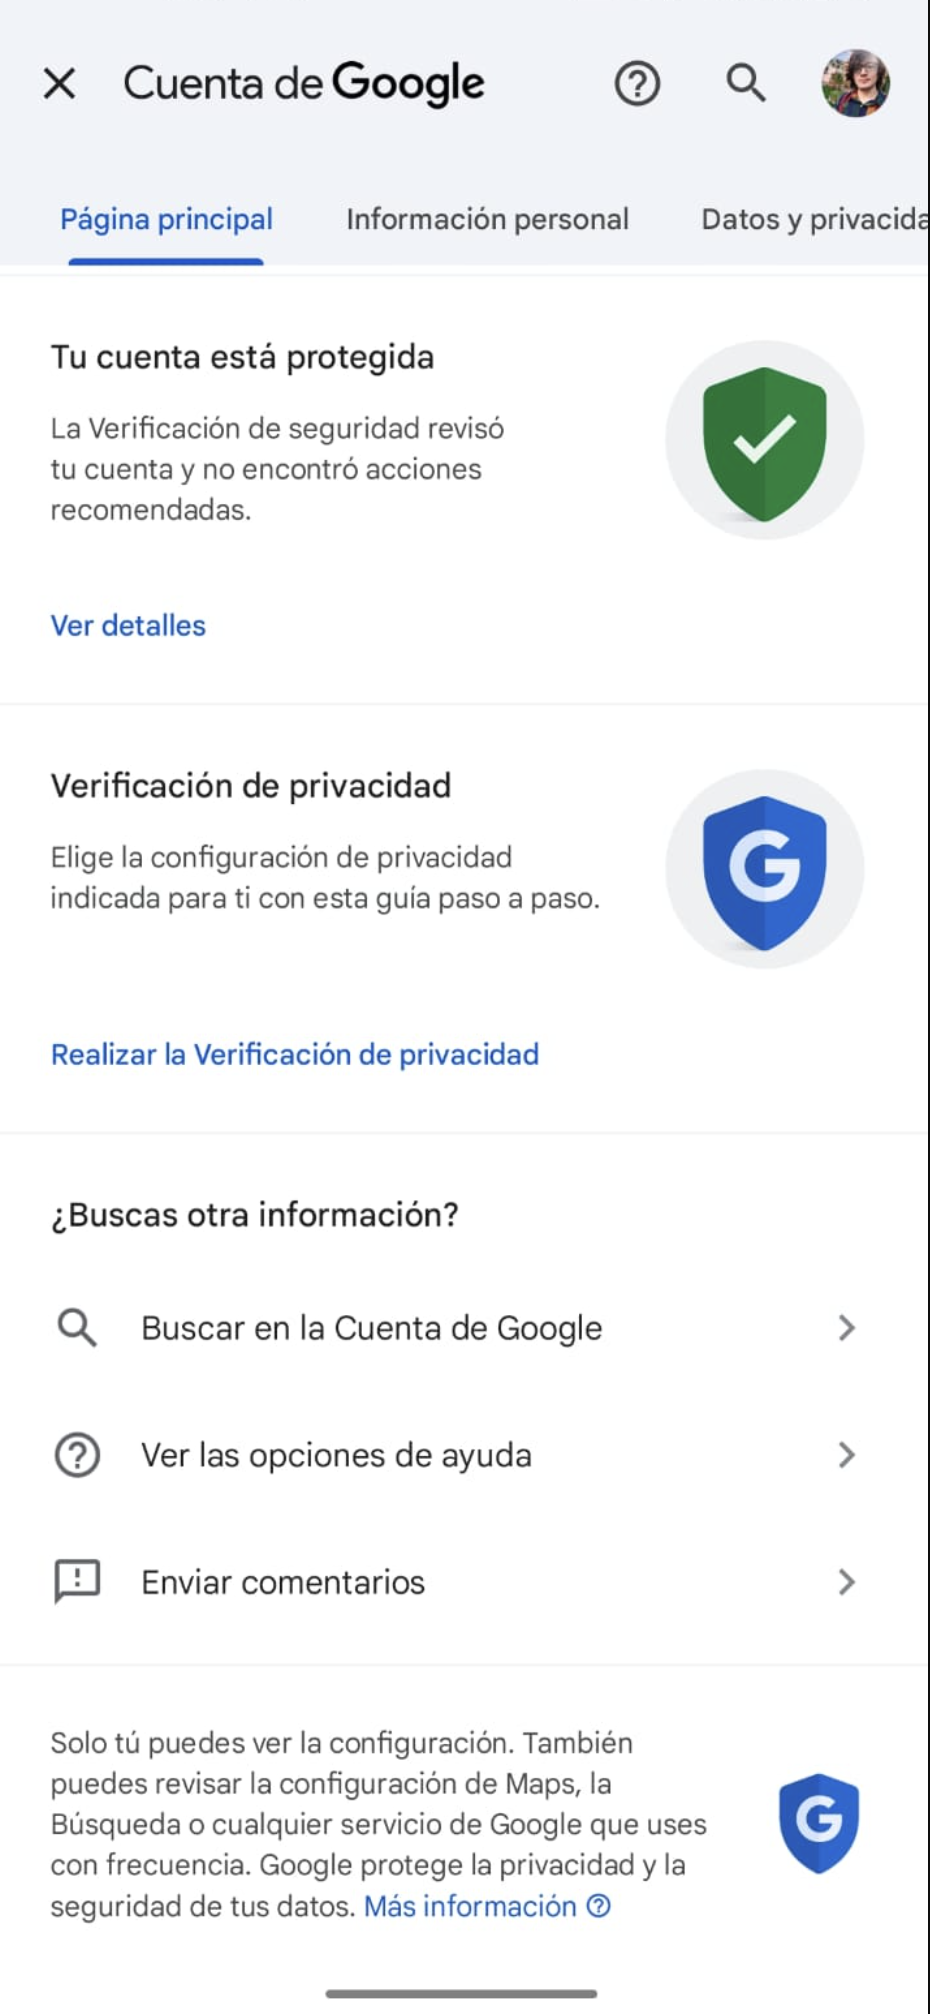 Cuenta de Google
Página principal
Información personal
Datos y privacida
Tu cuenta está protegida
La Verificación de seguridad revisó
tu cuenta y no encontró acciones
recomendadas.
Ver detalles
Verificación de privacidad
Elige la configuración de privacidad
indicada para ti con esta guía paso a paso.
G
Realizar la Verificación de privacidad
¿Buscas otra información?
Buscar en la Cuenta de Google
Ver las opciones de ayuda
Enviar comentarios
Solo tú puedes ver la configuración. También
puedes revisar la configuración de Maps, la
Búsqueda o cualquier servicio de Google que uses
con frecuencia. Google protege la privacidad y la
seguridad de tus datos. Más información
G